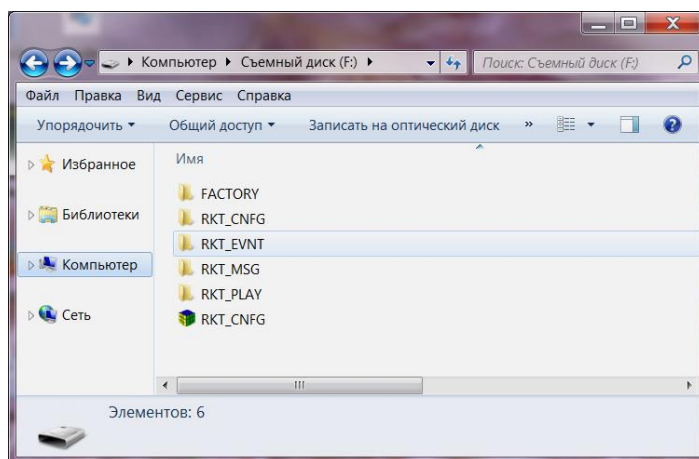 Компьютер Съемный диск (F:) Поиск: Съемный диск (F:)
Файл Правка Вид Сервис Справка
Упорядочить Общий доступ Записать на оптический диск »
Избранное
Библиотеки
Компьютер
Сеть
Имя
FACTORY
RKT_CNFG
RKT_EVNT
RKT_MSG
RKT_PLAY
RKT_CNFG
Элементов: 6